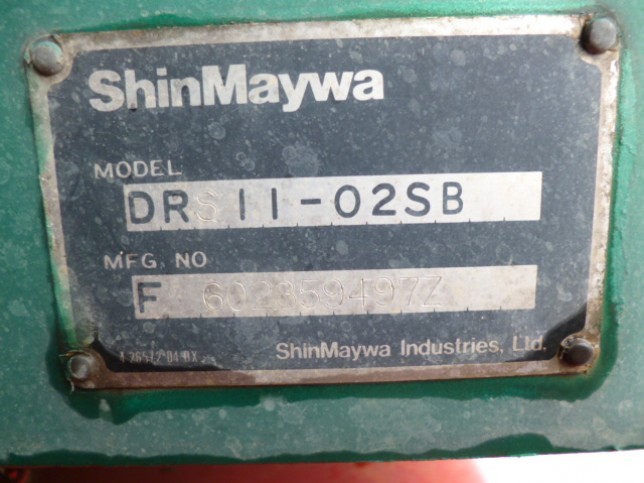 ShinMaywa
MODEL
DRS11-02SB
MFG. NO
F 602359497Z
ShinMaywa Industries, Ltd.